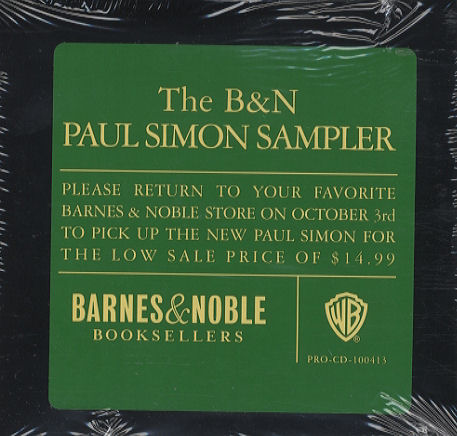 The B&N
PAUL SIMON SAMPLER
PLEASE RETURN TO YOUR FAVORITE
BARNES & NOBLE STORE ON OCTOBER 3rd
TO PICK UP THE NEW PAUL SIMON FOR
THE LOW SALE PRICE OF $14.99
BARNES&NOBLE
BOOKSELLERS
WB
®
PRO-CD-100413